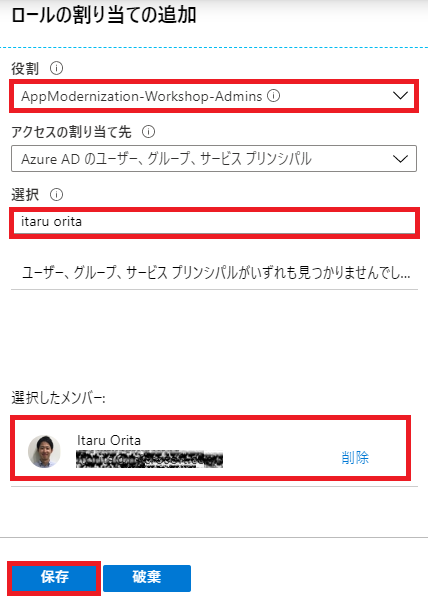 ロールの割り当ての追加
役割
AppModernization-Workshop-Admins
アクセスの割り当て先
Azure AD のユーザー、グループ、サービス プリンシパル
選択
itaru orita
ユーザー、グループ、サービス プリンシパルがいずれも見つかりませんでし...
選択したメンバー:
Itaru Orita
削除
保存 破棄